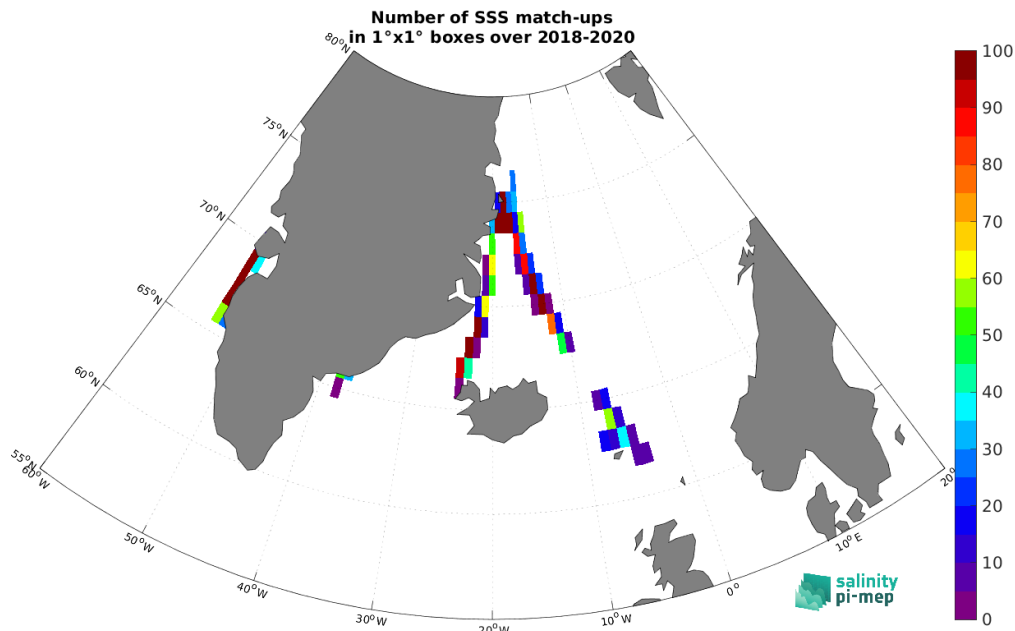 Number of SSS match-ups
in 1°x1° boxes over 2018-2020
80°N
75°N
70°N
65°N
60°N
55°N
60°W
50°W
40°W
30°W
20°W
10°W
0°
10°E
20°
100
90
80
70
60
50
40
30
20
10
0
salinity
pi-mep